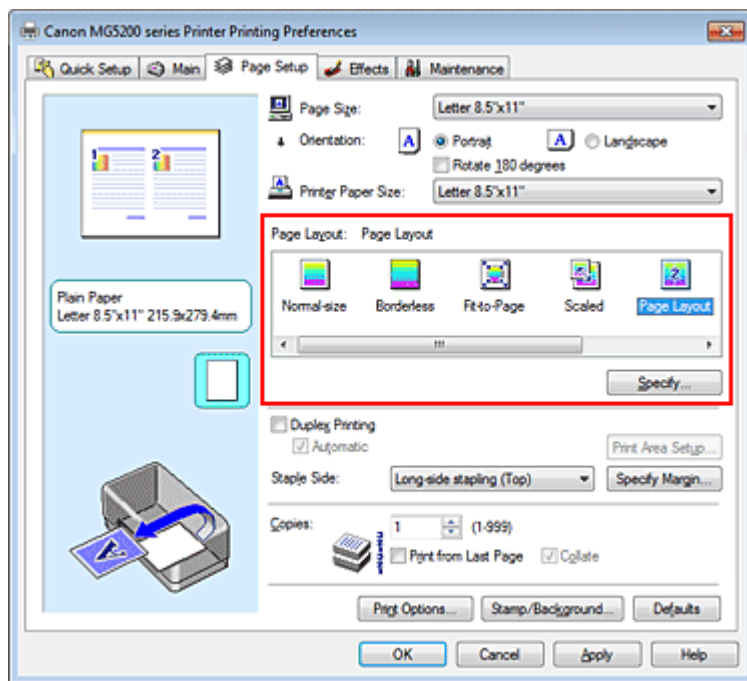 Canon MG5200 series Printer Printing Preferences
Quick Setup Main Page Setup Effects Maintenance
Page Size: Letter 8.5"x11"
Orientation: A Portrait A Landscape
Rotate 180 degrees
Printer Paper Size: Letter 8.5"x11"
1 2
Page Layout: Page Layout
2
Normal-size Borderless Fit-to-Page Scaled Page Layout
Plain Paper
Letter 8.5"x11" 215.9x279.4mm
Specify...
Duplex Printing
Automatic
Print Area Setup...
Staple Side: Long-side stapling (Top) Specify Margin...
Copies: 1 (1-999)
Print from Last Page Collate
A
Print Options... Stamp/Background... Defaults
OK Cancel Apply Help